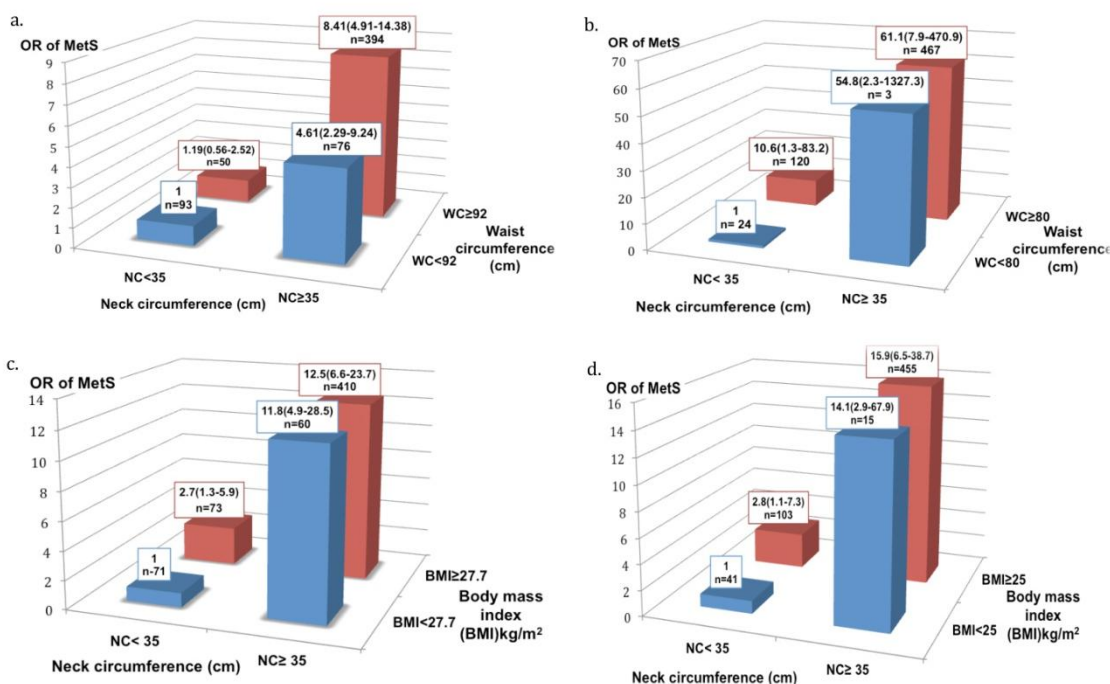 a.
OR of MetS
9
8
7
6
5
4
3
2
1
0
8.41(4.91-14.38)
n=394
4.61(2.29-9.24)
n=76
1.19(0.56-2.52)
n=50
1
n=93
WC≥92
Waist
circumference
(cm)
WC<92
NC<35
NC≥35
Neck circumference (cm)
b.
OR of MetS
70
60
50
40
30
20
10
0
61.1(7.9-470.9)
n= 467
54.8(2.3-1327.3)
n= 3
10.6(1.3-83.2)
n= 120
1
n= 24
WC≥80
Waist
circumference
(cm)
WC<80
NC< 35
NC≥ 35
Neck circumference (cm)
c.
OR of MetS
14
12
10
8
6
4
2
0
12.5(6.6-23.7)
n=410
11.8(4.9-28.5)
n=60
2.7(1.3-5.9)
n=73
1
n-71
BMI≥27.7
Body mass
index
(BMI)kg/m²
BMI<27.7
NC< 35
NC≥ 35
Neck circumference (cm)
d.
OR of MetS
16
14
12
10
8
6
4
2
0
15.9(6.5-38.7)
n=455
14.1(2.9-67.9)
n=15
2.8(1.1-7.3)
n=103
1
n=41
BMI≥25
Body mass
index
(BMI)kg/m²
BMI<25
NC< 35
NC≥ 35
Neck circumference (cm)